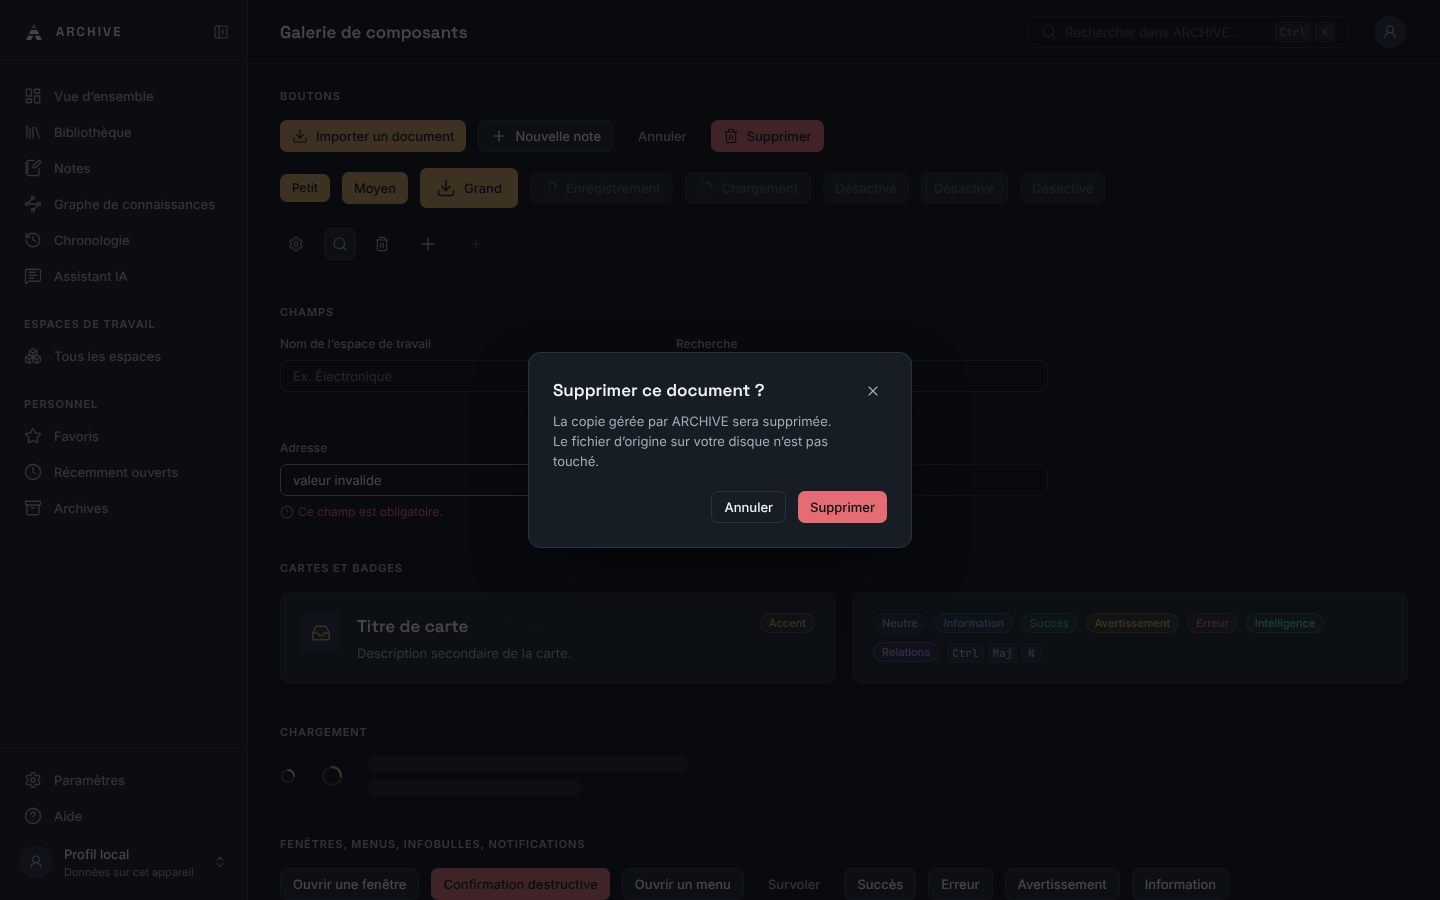 ARCHIVE
Galerie de composants
Rechercher dans ARCHIVE...
Ctrl K
Vue d'ensemble
Bibliothèque
Notes
Graphe de connaissances
Chronologie
Assistant IA
ESPACES DE TRAVAIL
Tous les espaces
PERSONNEL
Favoris
Récemment ouverts
Archives
Paramètres
Aide
Profil local
Données sur cet appareil
BOUTONS
Importer un document
Nouvelle note
Annuler
Supprimer
Petit
Moyen
Grand
Enregistrement
Chargement
Désactivé
Désactivé
Désactivé
CHAMPS
Nom de l'espace de travail
Recherche
Ex. Électronique
Adresse
valeur invalide
Ce champ est obligatoire.
Supprimer ce document ?
La copie gérée par ARCHIVE sera supprimée.
Le fichier d'origine sur votre disque n'est pas
touché.
Annuler
Supprimer
CARTES ET BADGES
Titre de carte
Accent
Description secondaire de la carte.
Neutre
Information
Succès
Avertissement
Erreur
Intelligence
Relations
Ctrl Maj N
CHARGEMENT
FENÊTRES, MENUS, INFOBULLES, NOTIFICATIONS
Ouvrir une fenêtre
Confirmation destructive
Ouvrir un menu
Survoler
Succès
Erreur
Avertissement
Information